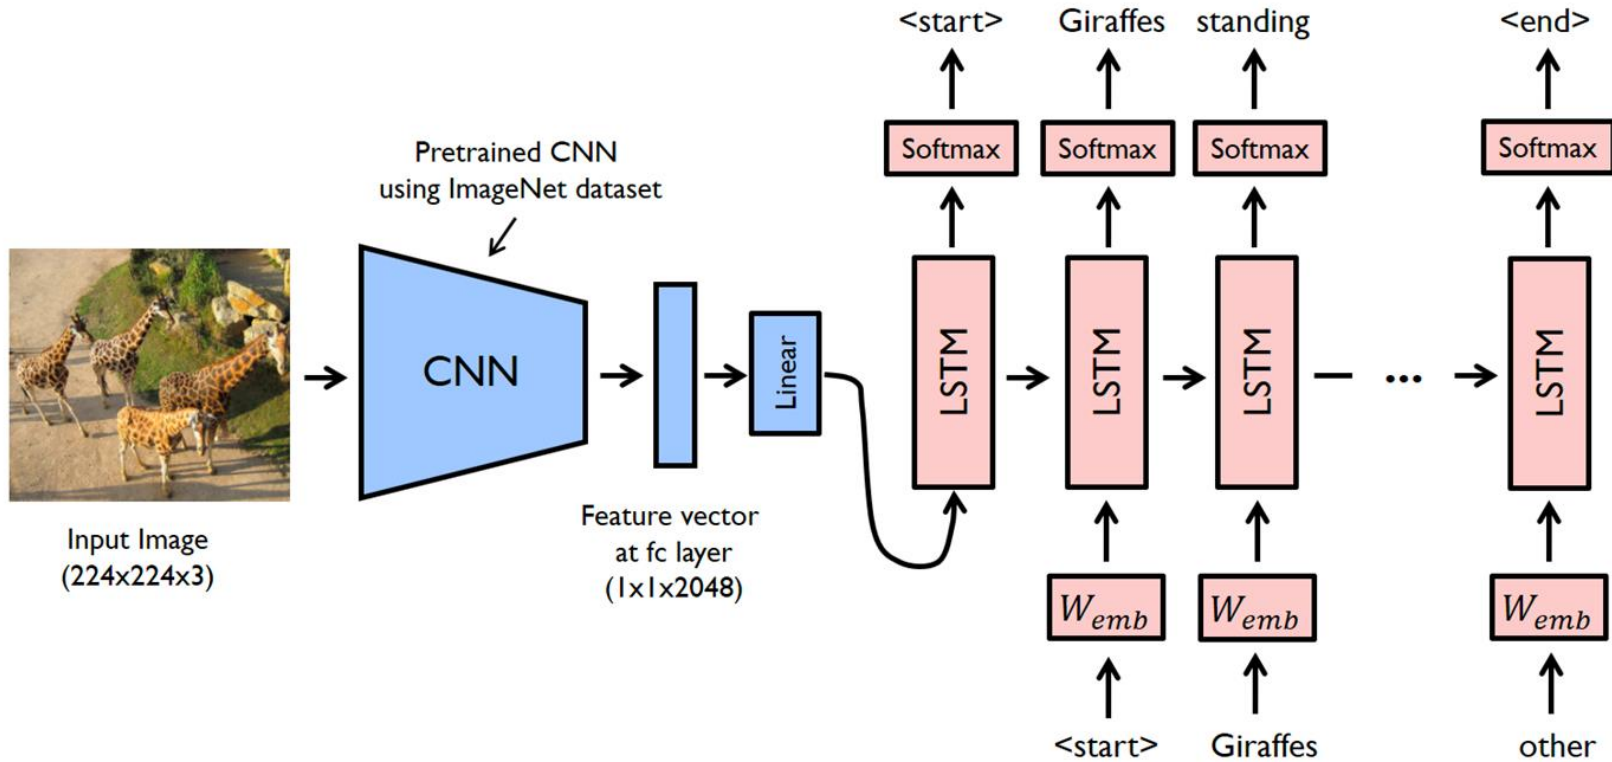 <start> Giraffes standing <end>
Softmax Softmax Softmax Softmax
Pretrained CNN
using ImageNet dataset
CNN
Linear
LSTM LSTM LSTM ... LSTM
Input Image
(224x224x3)
Feature vector
at fc layer
(1x1x2048)
W_emb W_emb W_emb
<start> Giraffes other